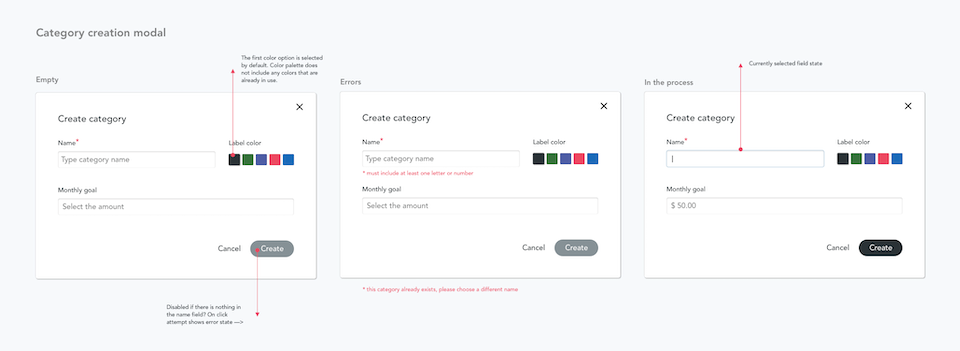 Category creation modal
The first color option is selected
by default. Color palette does
not include any colors that are
already in use.
Currently selected field state
Empty
Errors
In the process
Create category
Name*
Label color
Type category name
Monthly goal
Select the amount
Cancel
Create
Create category
Name*
Label color
Type category name
* must include at least one letter or number
Monthly goal
Select the amount
Cancel
Create
* this category already exists, please choose a different name
Create category
Name*
Label color
Monthly goal
$ 50.00
Cancel
Create
Disabled if there is nothing in
the name field? On click
attempt shows error state —>